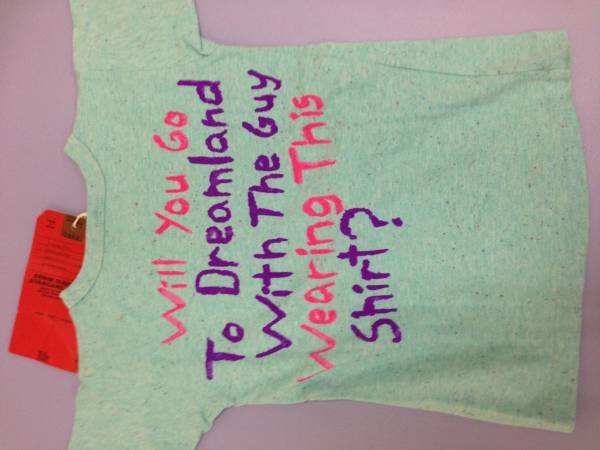 Will You Go
To Dreamland
With The Guy
Wearing This
Shirt?